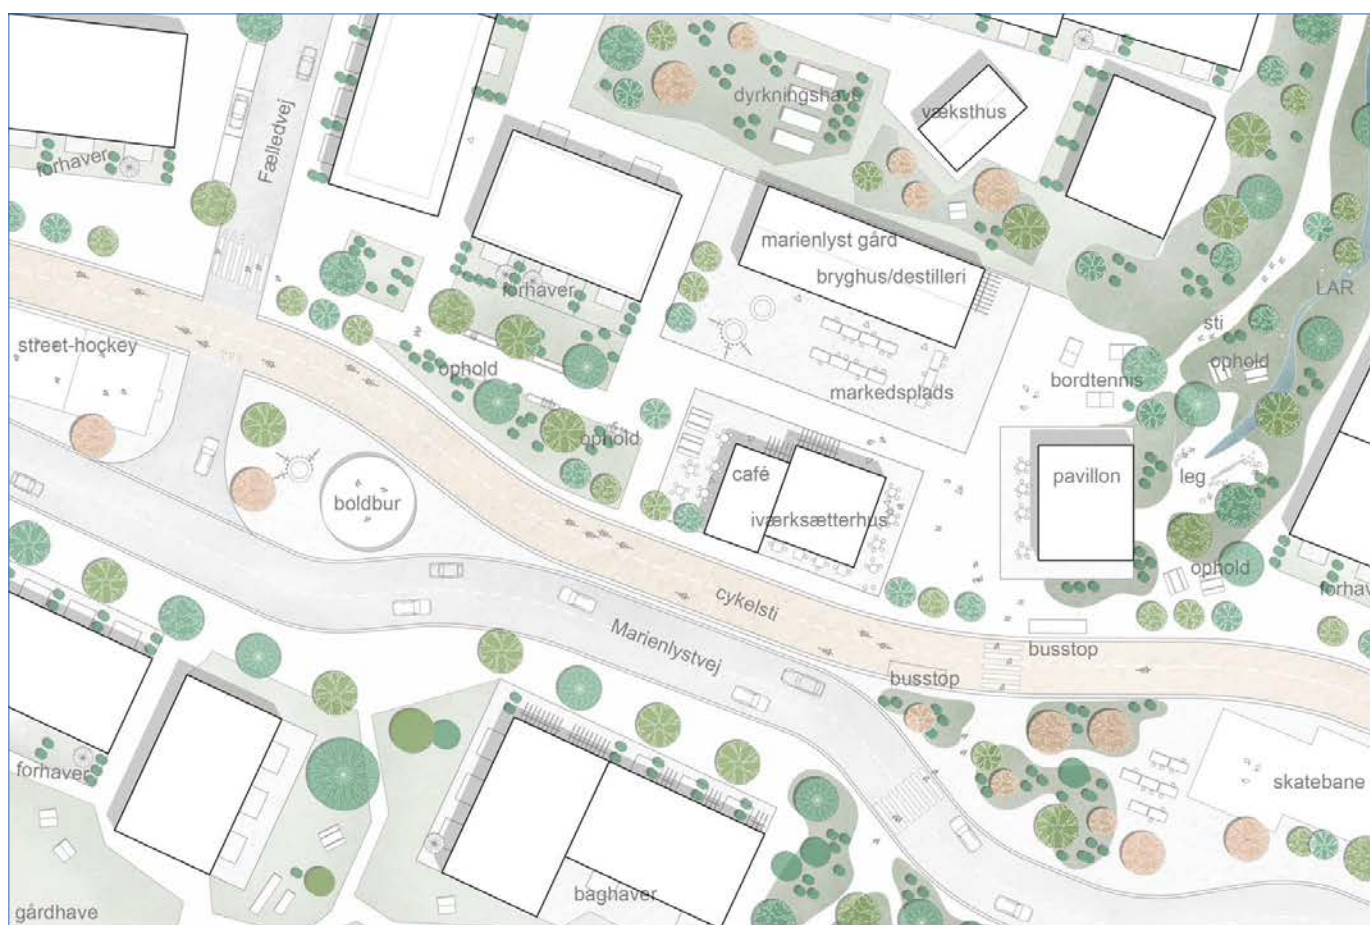 dyrkningshave
væksthus
Fælledvej
forhaver
marienlyst gård
bryghus/destilleri
forhaver
LAR
sti
street-hockey
ophold
ophold
bordtennis
markedsplads
ophold
café
pavillon
leg
boldbur
iværksætterhus
ophold
forhav
cykelsti
Marienlystvej
busstop
busstop
forhaver
skatebane
baghaver
gårdhave